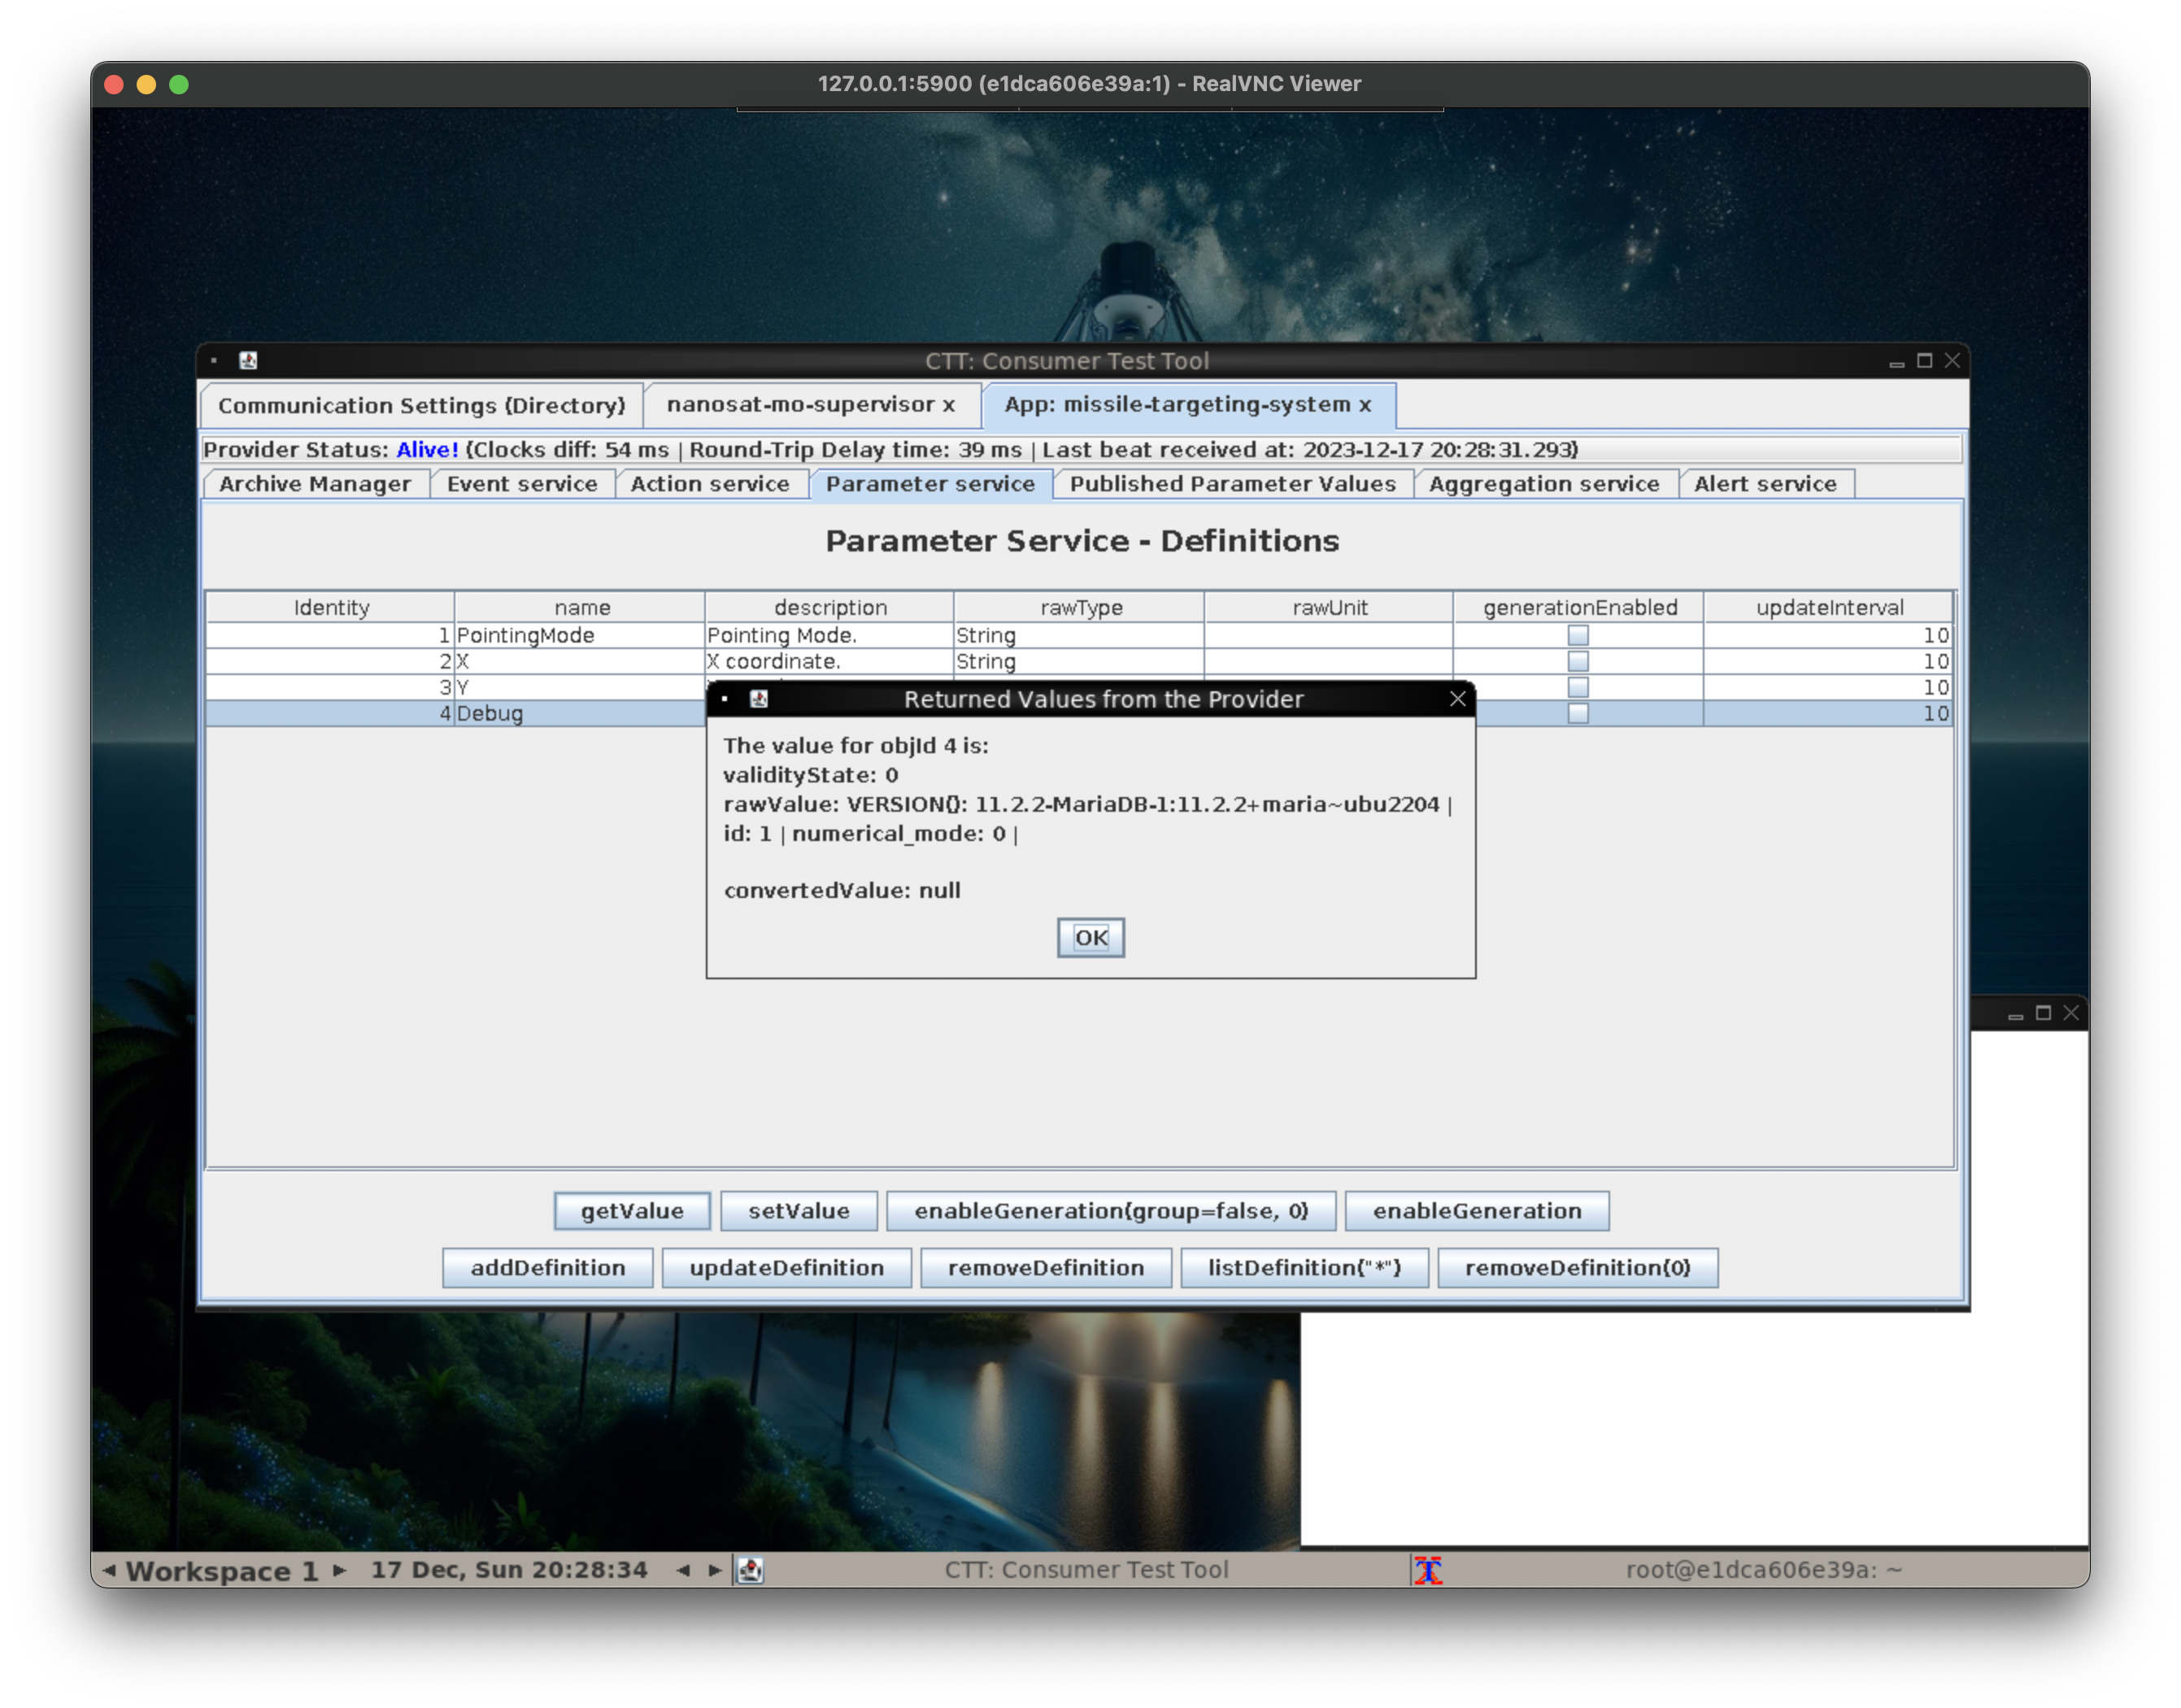 127.0.0.1:5900 (e1dca606e39a:1) - RealVNC Viewer
CTT: Consumer Test Tool
Communication Settings (Directory)
nanosat-mo-supervisor x
App: missile-targeting-system x
Provider Status: Alive! (Clocks diff: 54 ms | Round-Trip Delay time: 39 ms | Last beat received at: 2023-12-17 20:28:31.293)
Archive Manager
Event service
Action service
Parameter service
Published Parameter Values
Aggregation service
Alert service
Parameter Service - Definitions
Identity name description rawType rawUnit generationEnabled updateInterval
1 PointingMode Pointing Mode. String 10
2 X X coordinate. String 10
3 Y 10
4 Debug 10
Returned Values from the Provider
The value for objId 4 is:
validityState: 0
rawValue: VERSION(): 11.2.2-MariaDB-1:11.2.2+maria~ubu2204 |
id: 1 | numerical_mode: 0 |
convertedValue: null
OK
getValue
setValue
enableGeneration(group=false, 0)
enableGeneration
addDefinition
updateDefinition
removeDefinition
listDefinition("*")
removeDefinition(0)
Workspace 1
17 Dec, Sun 20:28:34
CTT: Consumer Test Tool
root@e1dca606e39a: ~